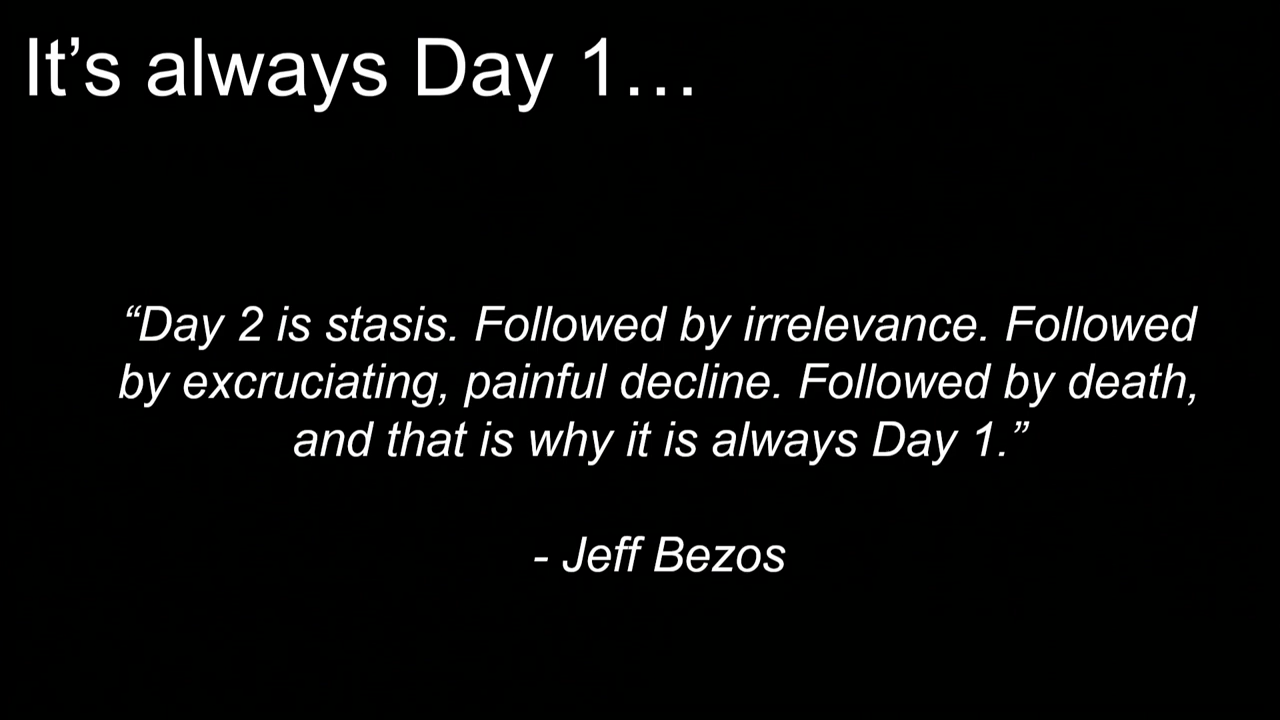 It’s always Day 1…
“Day 2 is stasis. Followed by irrelevance. Followed
by excruciating, painful decline. Followed by death,
and that is why it is always Day 1.”
- Jeff Bezos